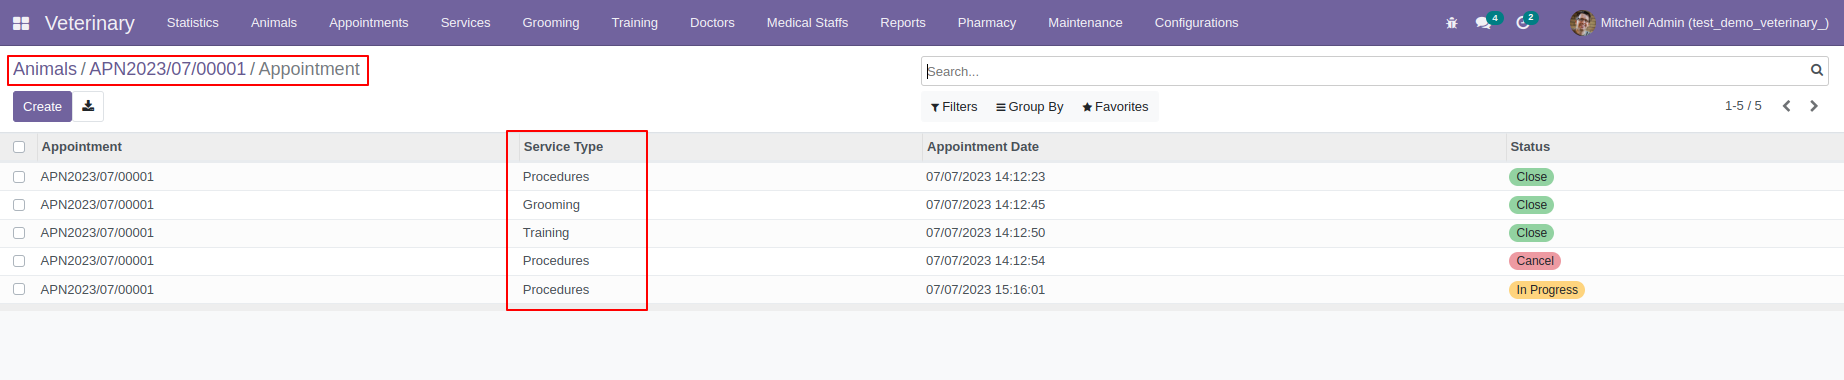 Veterinary Statistics Animals Appointments Services Grooming Training Doctors Medical Staffs Reports Pharmacy Maintenance Configurations 4 2 Mitchell Admin (test_demo_veterinary_)
Animals / APN2023/07/00001 / Appointment
Search...
Create
Filters Group By Favorites 1-5 / 5
Appointment Service Type Appointment Date Status
APN2023/07/00001 Procedures 07/07/2023 14:12:23 Close
APN2023/07/00001 Grooming 07/07/2023 14:12:45 Close
APN2023/07/00001 Training 07/07/2023 14:12:50 Close
APN2023/07/00001 Procedures 07/07/2023 14:12:54 Cancel
APN2023/07/00001 Procedures 07/07/2023 15:16:01 In Progress